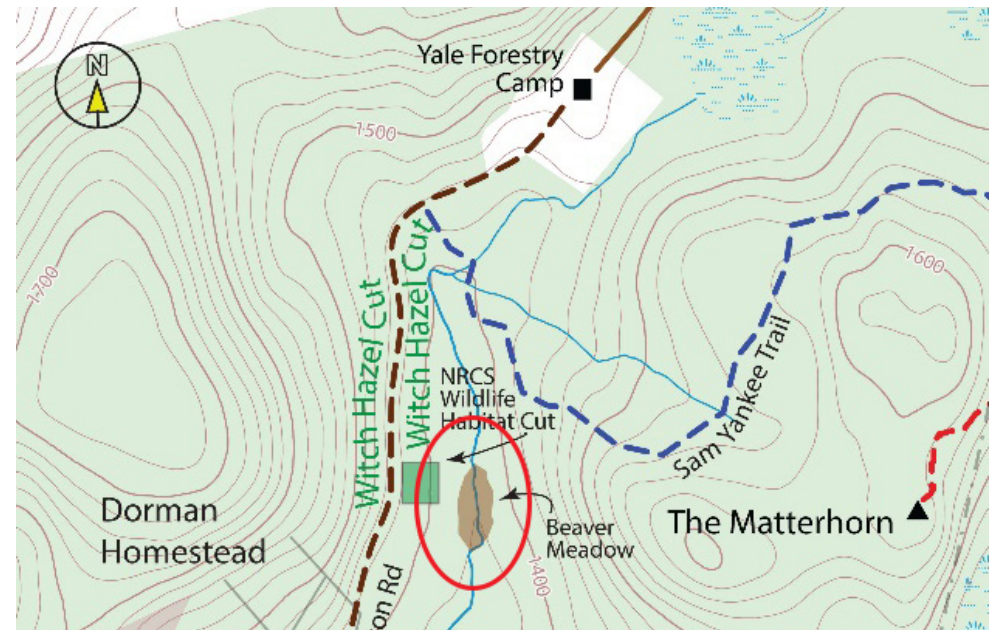 N
Yale Forestry
Camp
1500
1700
1600
Witch Hazel Cut
Witch Hazel Cut
NRCS
Wildlife
Habitat Cut
Sam Yankee Trail
Dorman
Homestead
Beaver
Meadow
The Matterhorn
1400
on Rd